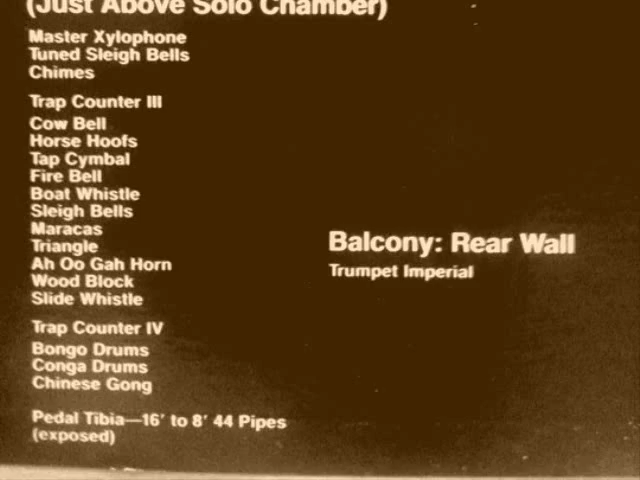 (Just Above Solo Chamber)
Master Xylophone
Tuned Sleigh Bells
Chimes
Trap Counter III
Cow Bell
Horse Hoofs
Tap Cymbal
Fire Bell
Boat Whistle
Sleigh Bells
Maracas
Triangle
Ah Oo Gah Horn
Wood Block
Slide Whistle
Trap Counter IV
Bongo Drums
Conga Drums
Chinese Gong
Pedal Tibia—16' to 8' 44 Pipes
(exposed)
Balcony: Rear Wall
Trumpet Imperial